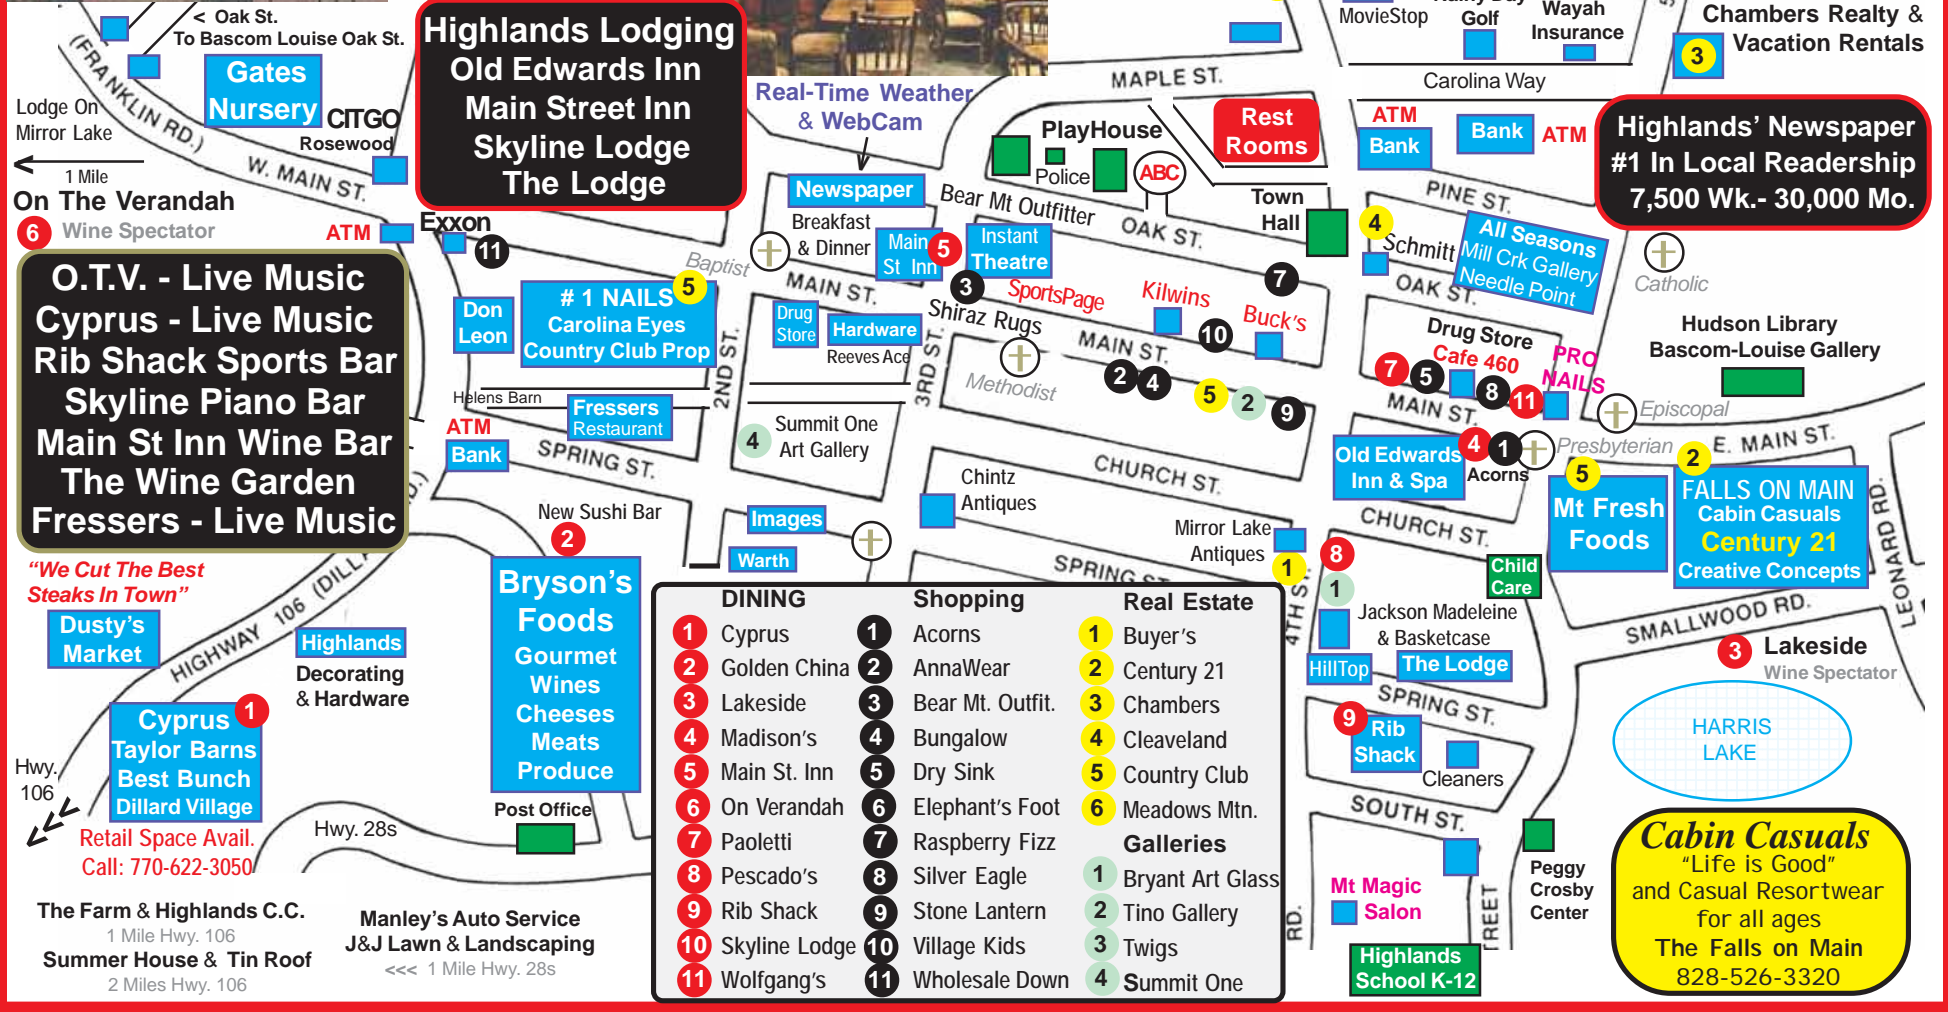 < Oak St.
To Bascom Louise Oak St.
(FRANKLIN RD.)
Gates
Nursery
CITGO
Rosewood
Lodge On
Mirror Lake
1 Mile
W. MAIN ST.
On The Verandah
6 Wine Spectator
ATM
Exxon
11
Highlands Lodging
Old Edwards Inn
Main Street Inn
Skyline Lodge
The Lodge
Real-Time Weather
& WebCam
MAPLE ST.
MovieStop
Golf
Wayah
Insurance
Chambers Realty &
Vacation Rentals
3
Carolina Way
PlayHouse
Police
ABC
Rest
Rooms
Town
Hall
ATM
Bank
Bank
ATM
Highlands' Newspaper
#1 In Local Readership
7,500 Wk.- 30,000 Mo.
PINE ST.
Newspaper
Breakfast
& Dinner
Main
St Inn
5
Bear Mt Outfitter
Instant
Theatre
OAK ST.
4
Schmitt
All Seasons
Mill Crk Gallery
Needle Point
OAK ST.
Catholic
O.T.V. - Live Music
Cyprus - Live Music
Rib Shack Sports Bar
Skyline Piano Bar
Main St Inn Wine Bar
The Wine Garden
Fressers - Live Music
Don
Leon
# 1 NAILS
Carolina Eyes
Country Club Prop
5
Baptist
MAIN ST.
Drug
Store
Hardware
Reeves Ace
2ND ST.
3RD ST.
3
Shiraz Rugs
SportsPage
Kilwins
Buck's
7
10
MAIN ST.
Methodist
2
4
5
2
9
Drug Store
Cafe 460
7
5
8
11
PRO
NAILS
MAIN ST.
Hudson Library
Bascom-Louise Gallery
Episcopal
Presbyterian
E. MAIN ST.
Helens Barn
Fressers
Restaurant
ATM
Bank
SPRING ST.
4
Summit One
Art Gallery
Chintz
Antiques
CHURCH ST.
Old Edwards
Inn & Spa
4
1
Acorns
5
2
Mt Fresh
Foods
FALLS ON MAIN
Cabin Casuals
Century 21
Creative Concepts
LEONARD RD.
New Sushi Bar
2
Images
Warth
Mirror Lake
Antiques
1
SPRING ST
CHURCH ST.
8
1
4TH ST.
Child
Care
Jackson Madeleine
& Basketcase
HillTop
The Lodge
SMALLWOOD RD.
3 Lakeside
Wine Spectator
"We Cut The Best
Steaks In Town"
Dusty's
Market
HIGHWAY 106 (DILL
D.)
Highlands
Decorating
& Hardware
Bryson's
Foods
Gourmet
Wines
Cheeses
Meats
Produce
Post Office
Cyprus
Taylor Barns
Best Bunch
Dillard Village
1
Hwy.
106
Retail Space Avail.
Call: 770-622-3050
Hwy. 28s
The Farm & Highlands C.C.
1 Mile Hwy. 106
Summer House & Tin Roof
2 Miles Hwy. 106
Manley's Auto Service
J&J Lawn & Landscaping
<<< 1 Mile Hwy. 28s
DINING
1 Cyprus
2 Golden China
3 Lakeside
4 Madison's
5 Main St. Inn
6 On Verandah
7 Paoletti
8 Pescado's
9 Rib Shack
10 Skyline Lodge
11 Wolfgang's
Shopping
1 Acorns
2 AnnaWear
3 Bear Mt. Outfit.
4 Bungalow
5 Dry Sink
6 Elephant's Foot
7 Raspberry Fizz
8 Silver Eagle
9 Stone Lantern
10 Village Kids
11 Wholesale Down
Real Estate
1 Buyer's
2 Century 21
3 Chambers
4 Cleaveland
5 Country Club
6 Meadows Mtn.
Galleries
1 Bryant Art Glass
2 Tino Gallery
3 Twigs
4 Summit One
SPRING ST.
9
Rib
Shack
Cleaners
SOUTH ST.
HARRIS
LAKE
Mt Magic
Salon
RD.
TREET
Peggy
Crosby
Center
Highlands
School K-12
Cabin Casuals
"Life is Good"
and Casual Resortwear
for all ages
The Falls on Main
828-526-3320